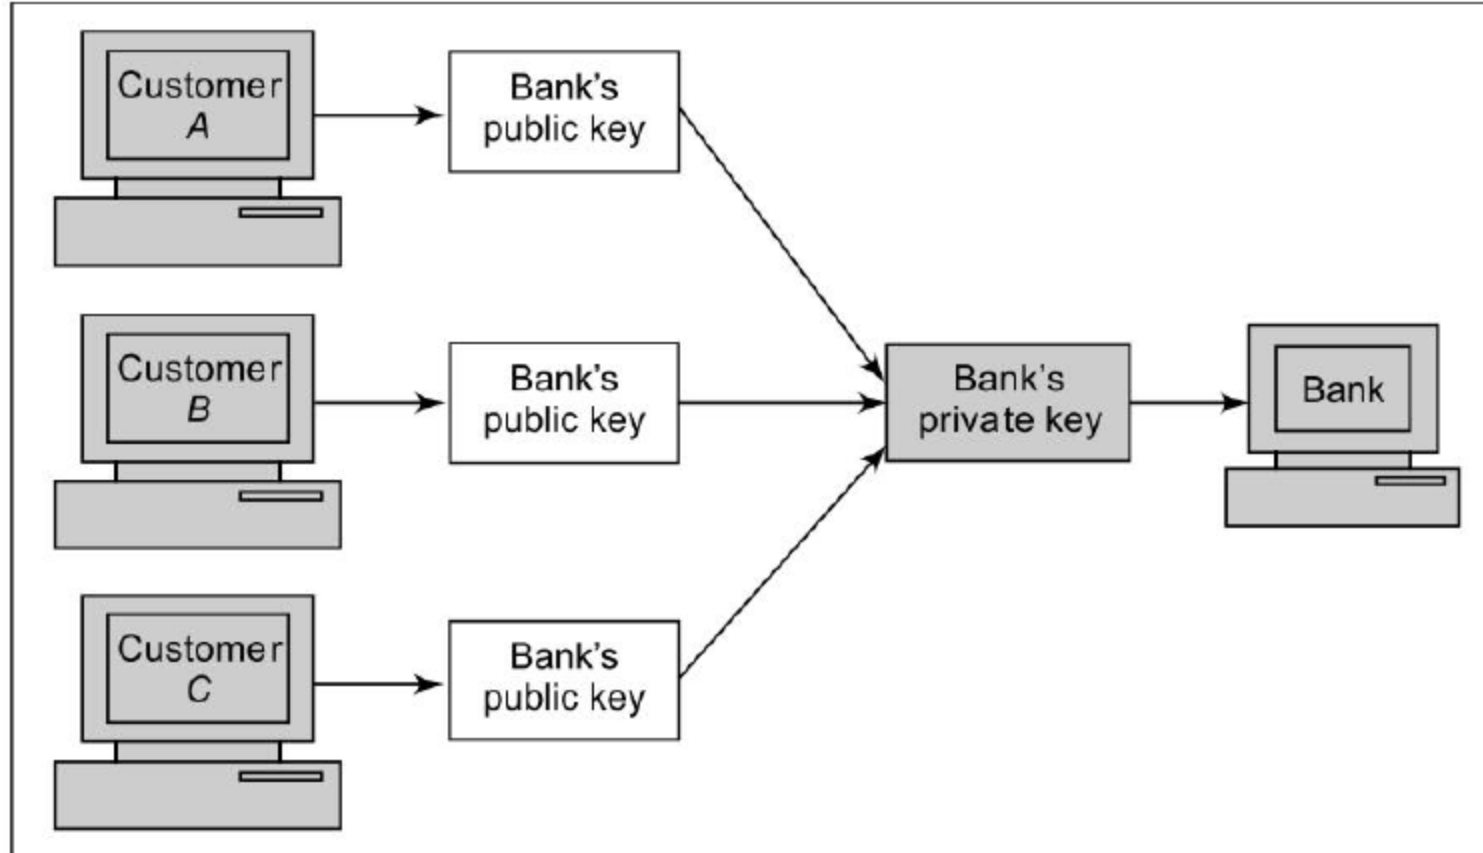 Customer
A
Bank's
public key
Customer
B
Bank's
public key
Bank's
private key
Bank
Customer
C
Bank's
public key